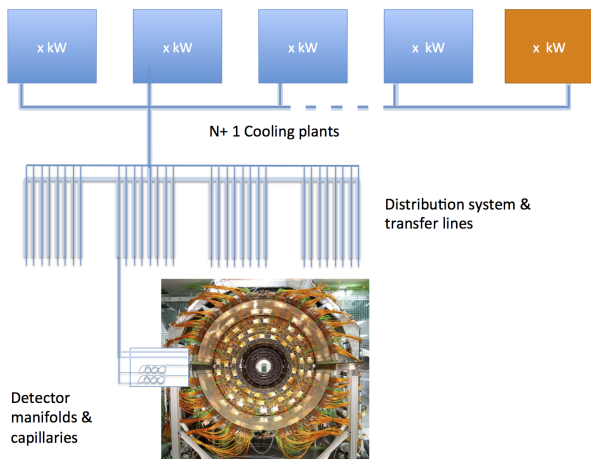 x kW
x kW
x kW
x kW
x kW
N+ 1 Cooling plants
Distribution system &
transfer lines
Detector
manifolds &
capillaries